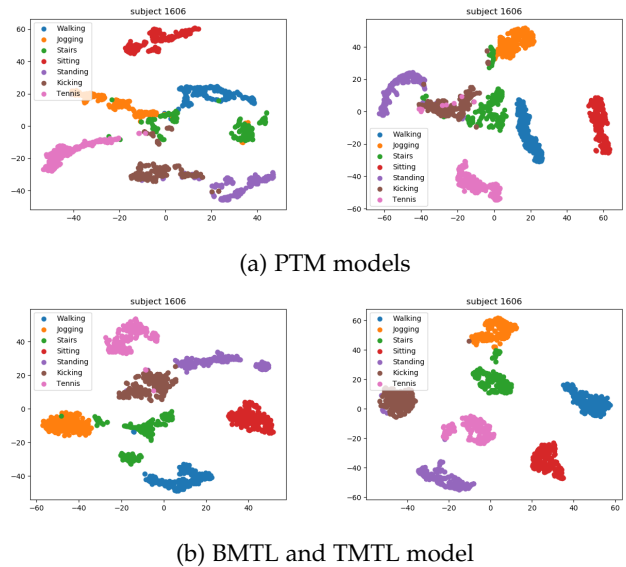 subject 1606
Walking
Jogging
Stairs
Sitting
Standing
Kicking
Tennis
60
40
20
0
−20
−40
−40
−20
0
20
40
subject 1606
60
40
20
0
−20
−40
Walking
Jogging
Stairs
Sitting
Standing
Kicking
Tennis
−60
−40
−20
0
20
40
60
(a) PTM models
subject 1606
Walking
Jogging
Stairs
Sitting
Standing
Kicking
Tennis
40
20
0
−20
−40
−60
−40
−20
0
20
40
subject 1606
Walking
Jogging
Stairs
Sitting
Standing
Kicking
Tennis
60
40
20
0
−20
−40
−60
−40
−20
0
20
40
60
(b) BMTL and TMTL model